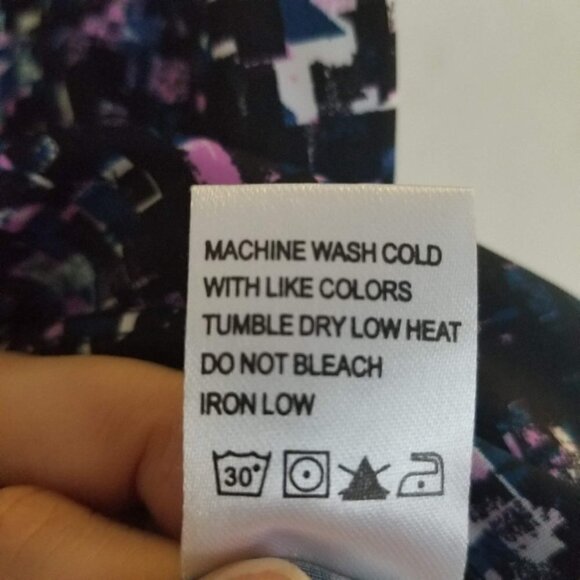 MACHINE WASH COLD
WITH LIKE COLORS
TUMBLE DRY LOW HEAT
DO NOT BLEACH
IRON LOW
30°